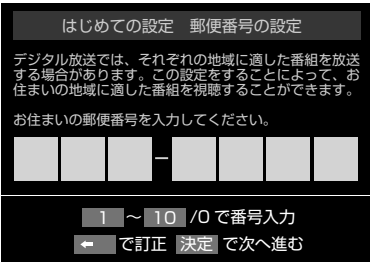 はじめての設定　郵便番号の設定
デジタル放送では、それぞれの地域に適した番組を放送
する場合があります。この設定をすることによって、お
住まいの地域に適した番組を視聴することができます。
お住まいの郵便番号を入力してください。
–
1 ～ 10 /0 で番号入力
← で訂正 決定 で次へ進む